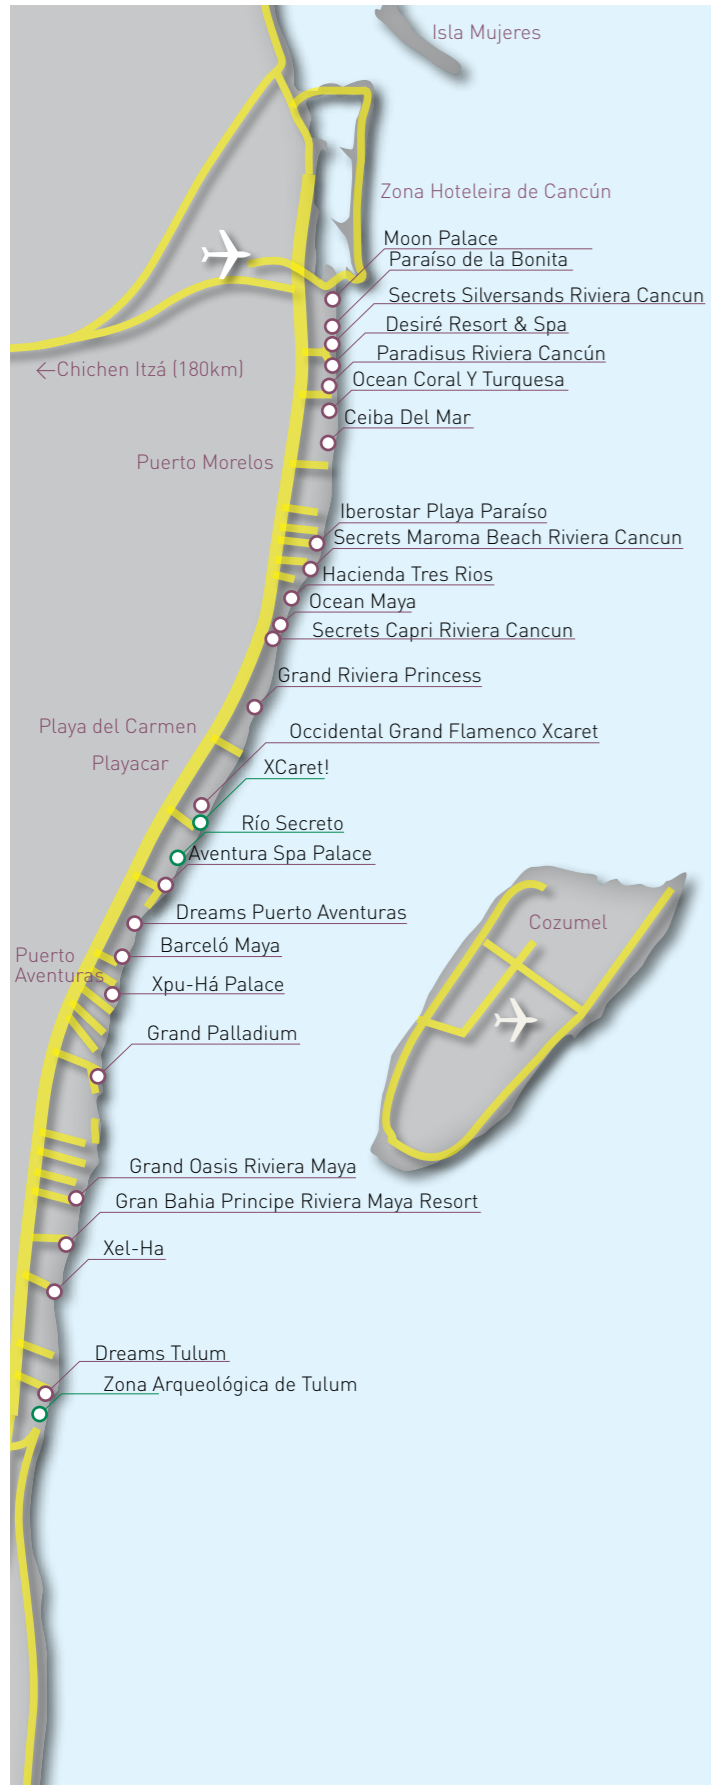 Isla Mujeres
Zona Hoteleira de Cancún
Moon Palace
Paraíso de la Bonita
Secrets Silversands Riviera Cancun
Desiré Resort & Spa
Paradisus Riviera Cancún
←Chichen Itzá (180km)
Ocean Coral Y Turquesa
Ceiba Del Mar
Puerto Morelos
Iberostar Playa Paraíso
Secrets Maroma Beach Riviera Cancun
Hacienda Tres Rios
Ocean Maya
Secrets Capri Riviera Cancun
Grand Riviera Princess
Playa del Carmen
Occidental Grand Flamenco Xcaret
Playacar
XCaret!
Río Secreto
Aventura Spa Palace
Dreams Puerto Aventuras
Cozumel
Barceló Maya
Puerto
Aventuras
Xpu-Há Palace
Grand Palladium
Grand Oasis Riviera Maya
Gran Bahia Principe Riviera Maya Resort
Xel-Ha
Dreams Tulum
Zona Arqueológica de Tulum